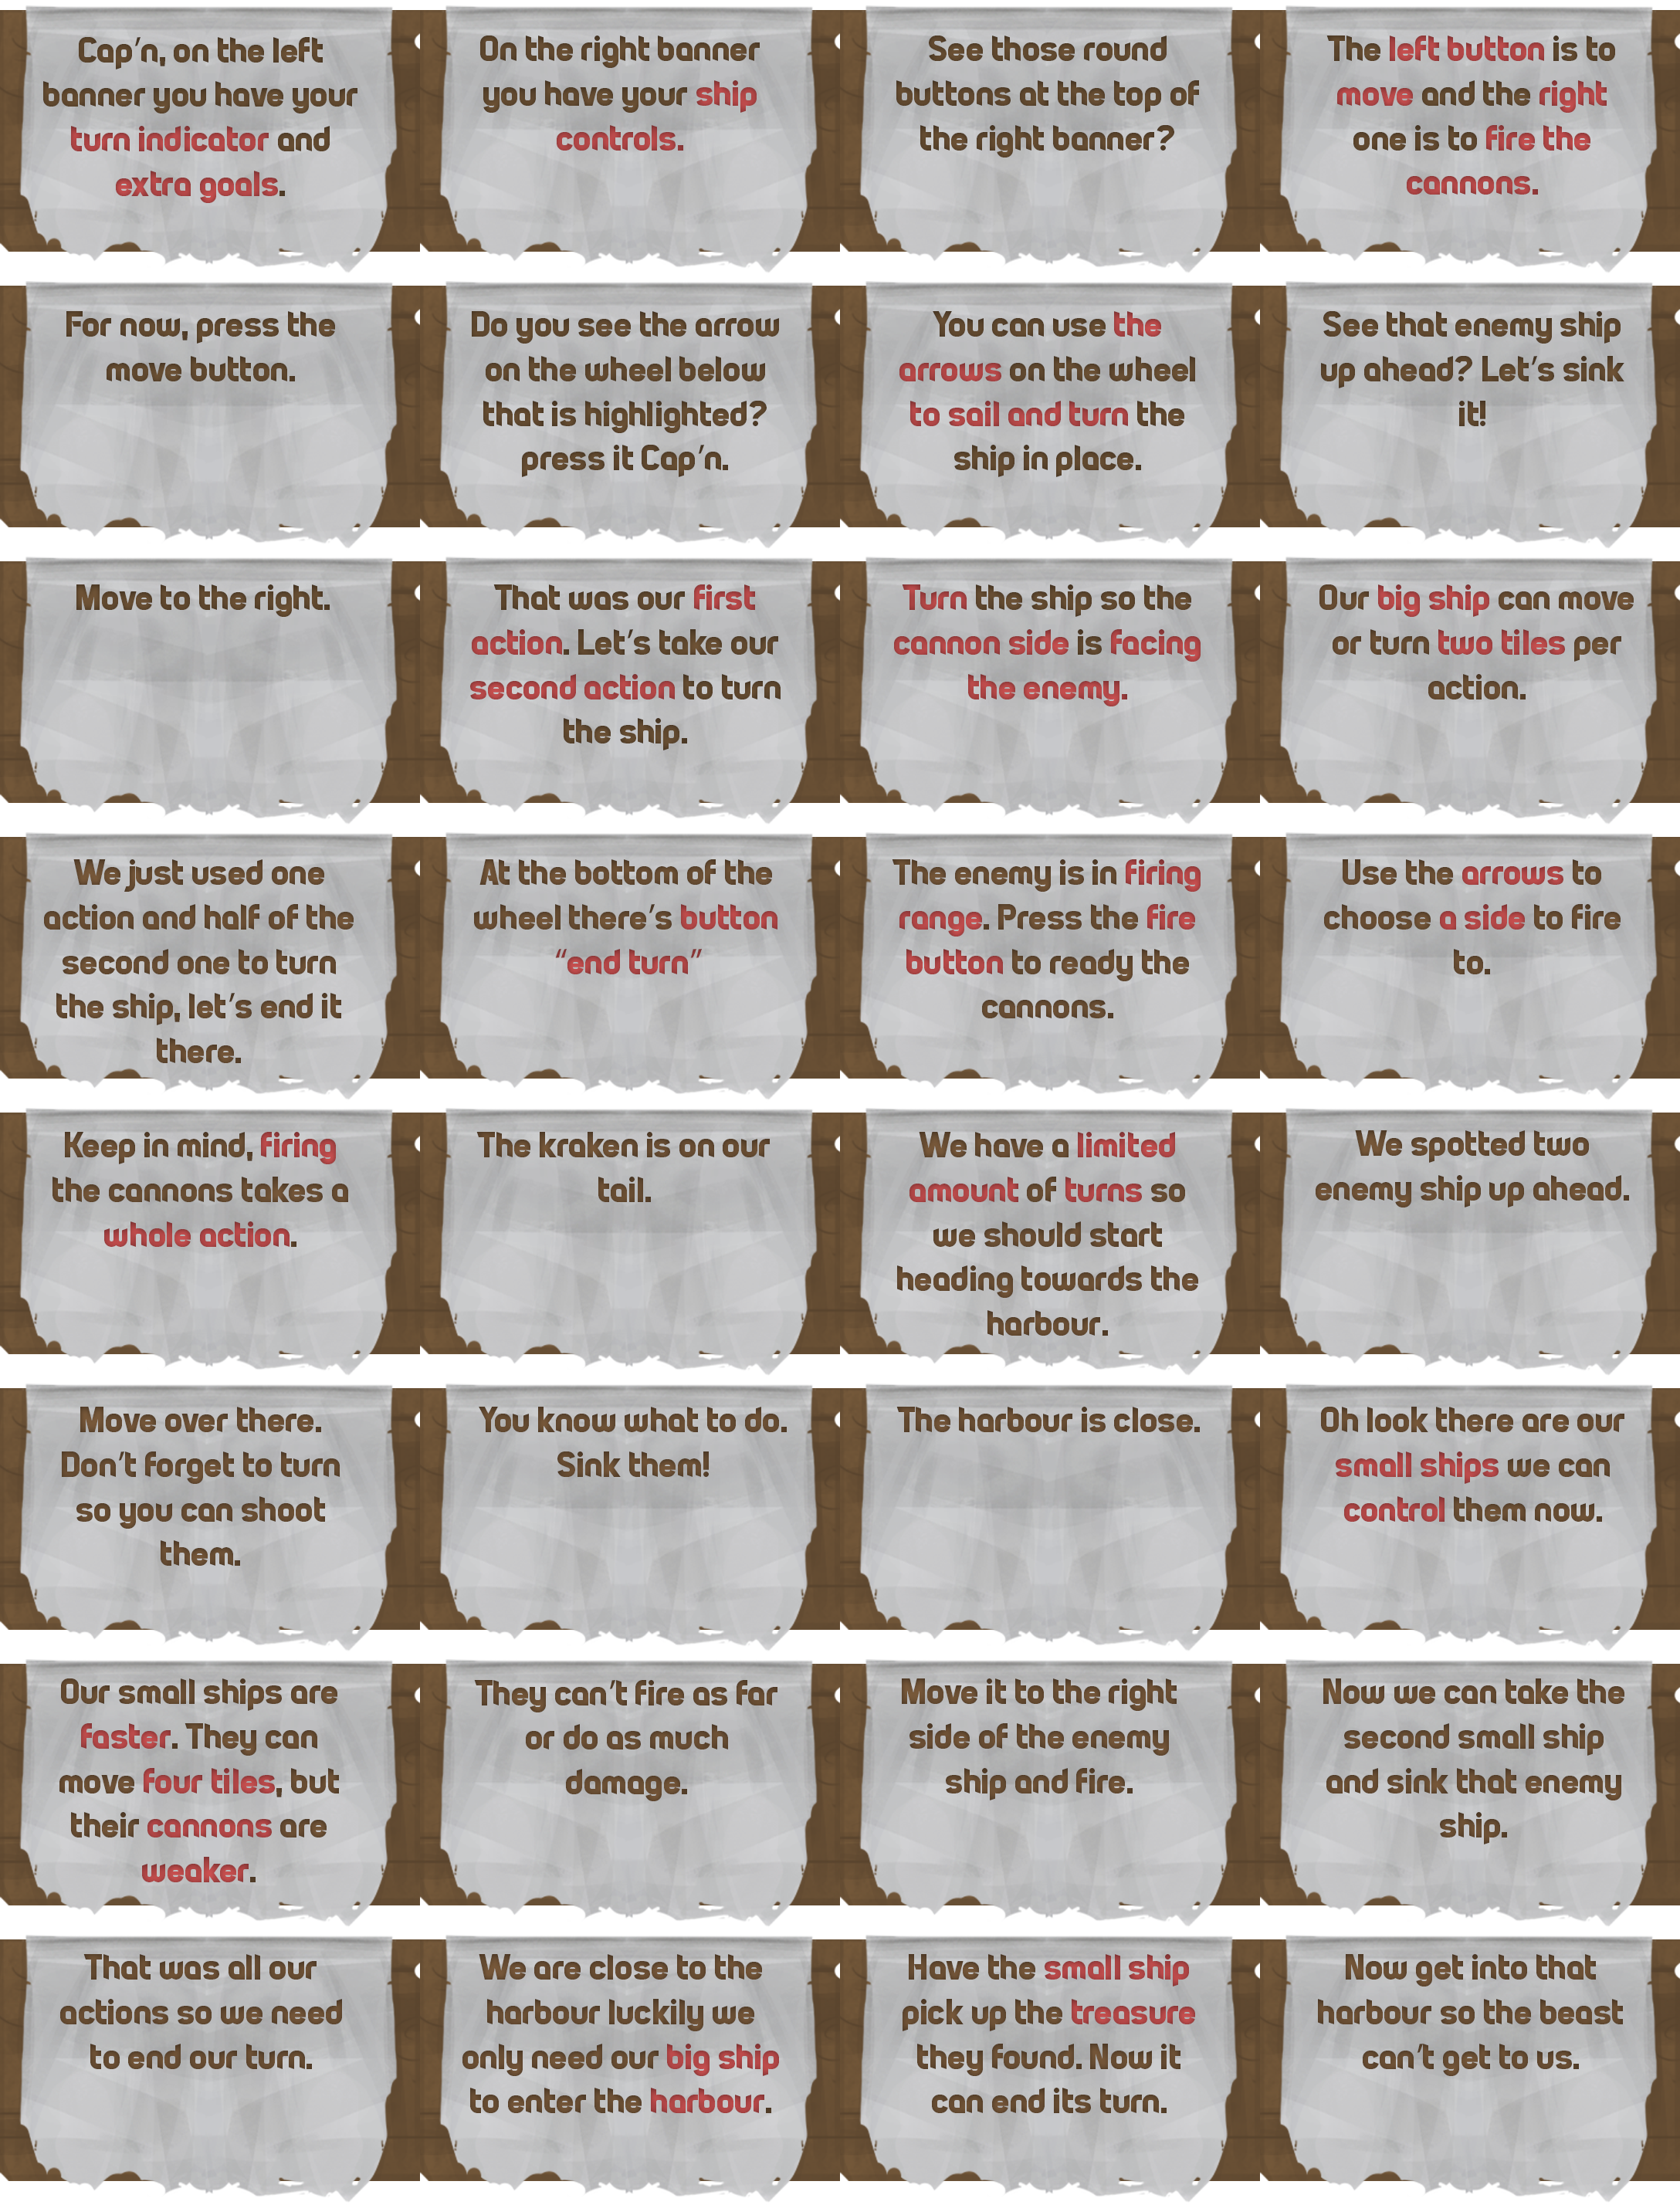 Cap'n, on the left
banner you have your
turn indicator and
extra goals.
On the right banner
you have your ship
controls.
See those round
buttons at the top of
the right banner?
The left button is to
move and the right
one is to fire the
cannons.
For now, press the
move button.
Do you see the arrow
on the wheel below
that is highlighted?
press it Cap'n.
You can use the
arrows on the wheel
to sail and turn the
ship in place.
See that enemy ship
up ahead? Let's sink
it!
Move to the right.
That was our first
action. Let's take our
second action to turn
the ship.
Turn the ship so the
cannon side is facing
the enemy.
Our big ship can move
or turn two tiles per
action.
We just used one
action and half of the
second one to turn
the ship, let's end it
there.
At the bottom of the
wheel there's button
"end turn"
The enemy is in firing
range. Press the fire
button to ready the
cannons.
Use the arrows to
choose a side to fire
to.
Keep in mind, firing
the cannons takes a
whole action.
The kraken is on our
tail.
We have a limited
amount of turns so
we should start
heading towards the
harbour.
We spotted two
enemy ship up ahead.
Move over there.
Don't forget to turn
so you can shoot
them.
You know what to do.
Sink them!
The harbour is close.
Oh look there are our
small ships we can
control them now.
Our small ships are
faster. They can
move four tiles, but
their cannons are
weaker.
They can't fire as far
or do as much
damage.
Move it to the right
side of the enemy
ship and fire.
Now we can take the
second small ship
and sink that enemy
ship.
That was all our
actions so we need
to end our turn.
We are close to the
harbour luckily we
only need our big ship
to enter the harbour.
Have the small ship
pick up the treasure
they found. Now it
can end its turn.
Now get into that
harbour so the beast
can't get to us.